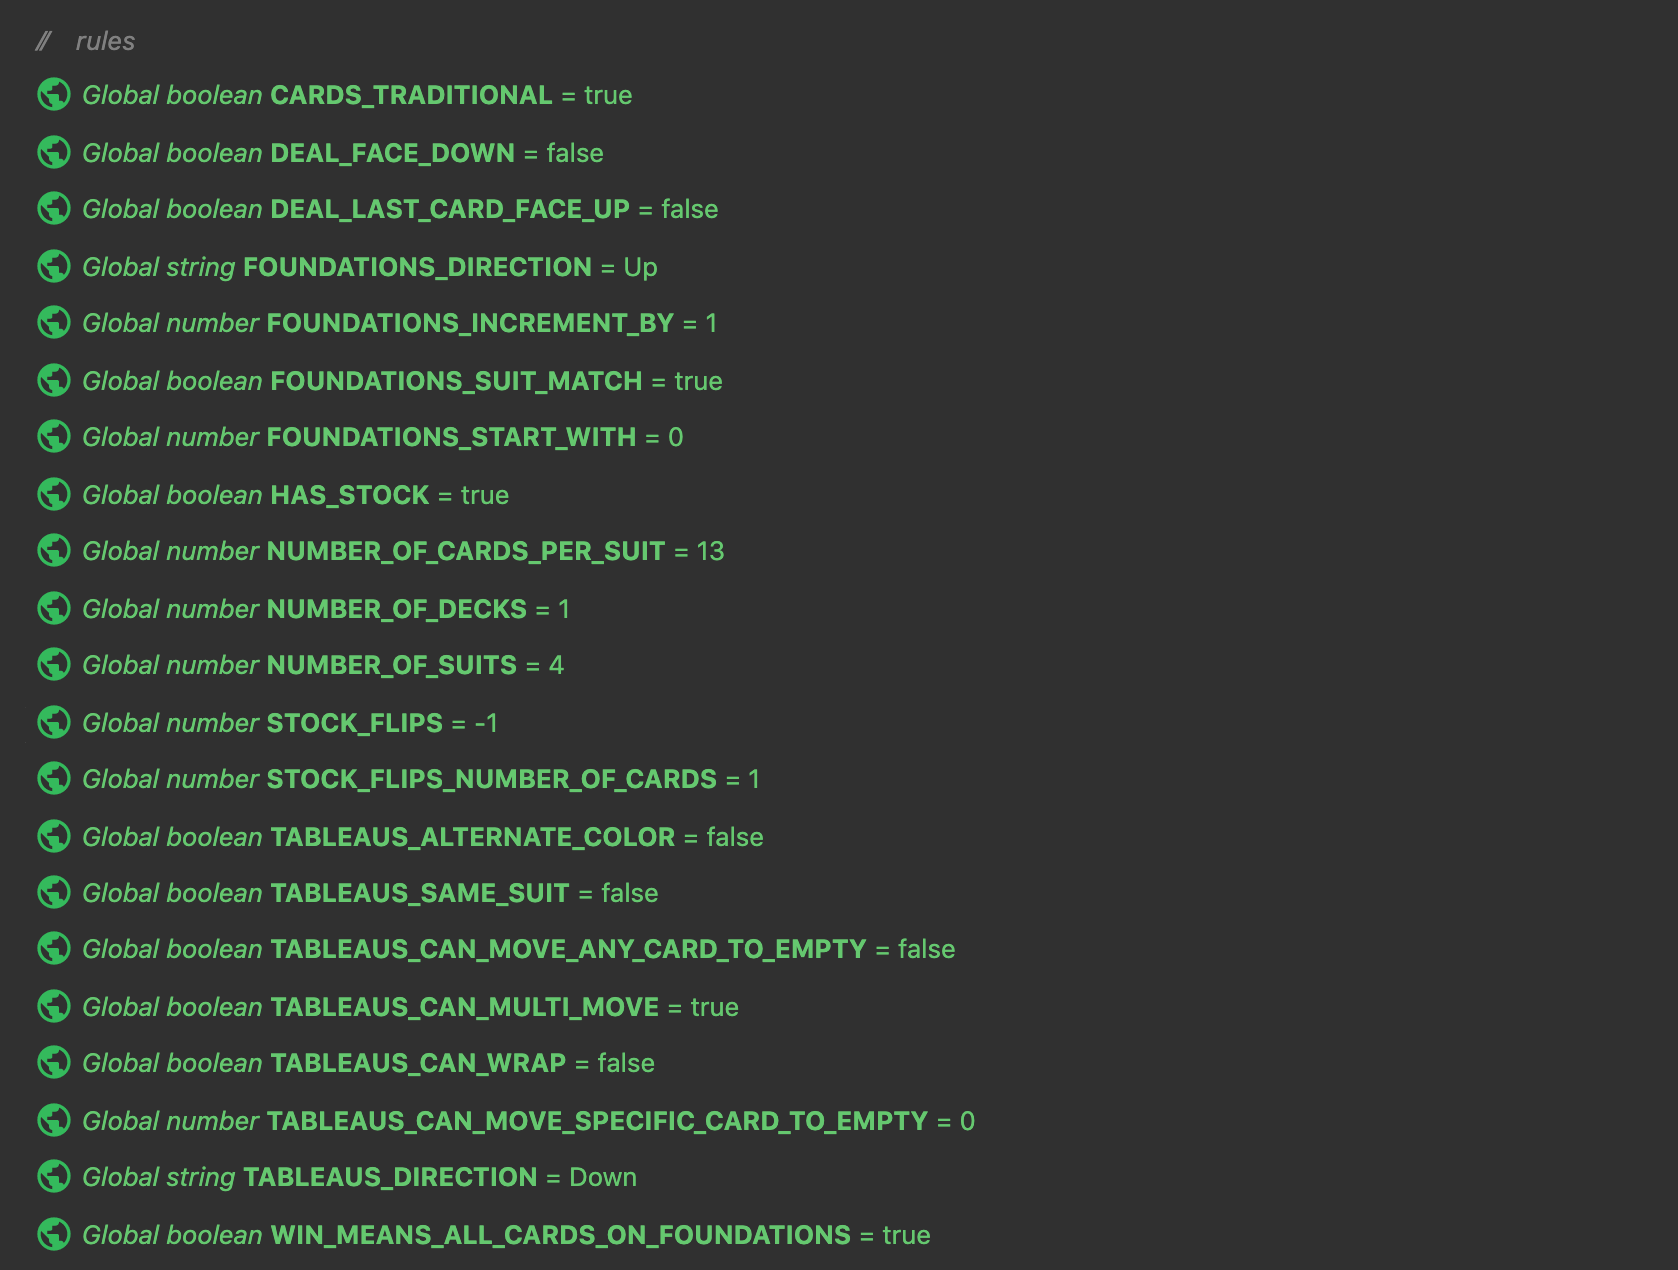 // rules
Global boolean CARDS_TRADITIONAL = true
Global boolean DEAL_FACE_DOWN = false
Global boolean DEAL_LAST_CARD_FACE_UP = false
Global string FOUNDATIONS_DIRECTION = Up
Global number FOUNDATIONS_INCREMENT_BY = 1
Global boolean FOUNDATIONS_SUIT_MATCH = true
Global number FOUNDATIONS_START_WITH = 0
Global boolean HAS_STOCK = true
Global number NUMBER_OF_CARDS_PER_SUIT = 13
Global number NUMBER_OF_DECKS = 1
Global number NUMBER_OF_SUITS = 4
Global number STOCK_FLIPS = -1
Global number STOCK_FLIPS_NUMBER_OF_CARDS = 1
Global boolean TABLEAUS_ALTERNATE_COLOR = false
Global boolean TABLEAUS_SAME_SUIT = false
Global boolean TABLEAUS_CAN_MOVE_ANY_CARD_TO_EMPTY = false
Global boolean TABLEAUS_CAN_MULTI_MOVE = true
Global boolean TABLEAUS_CAN_WRAP = false
Global number TABLEAUS_CAN_MOVE_SPECIFIC_CARD_TO_EMPTY = 0
Global string TABLEAUS_DIRECTION = Down
Global boolean WIN_MEANS_ALL_CARDS_ON_FOUNDATIONS = true